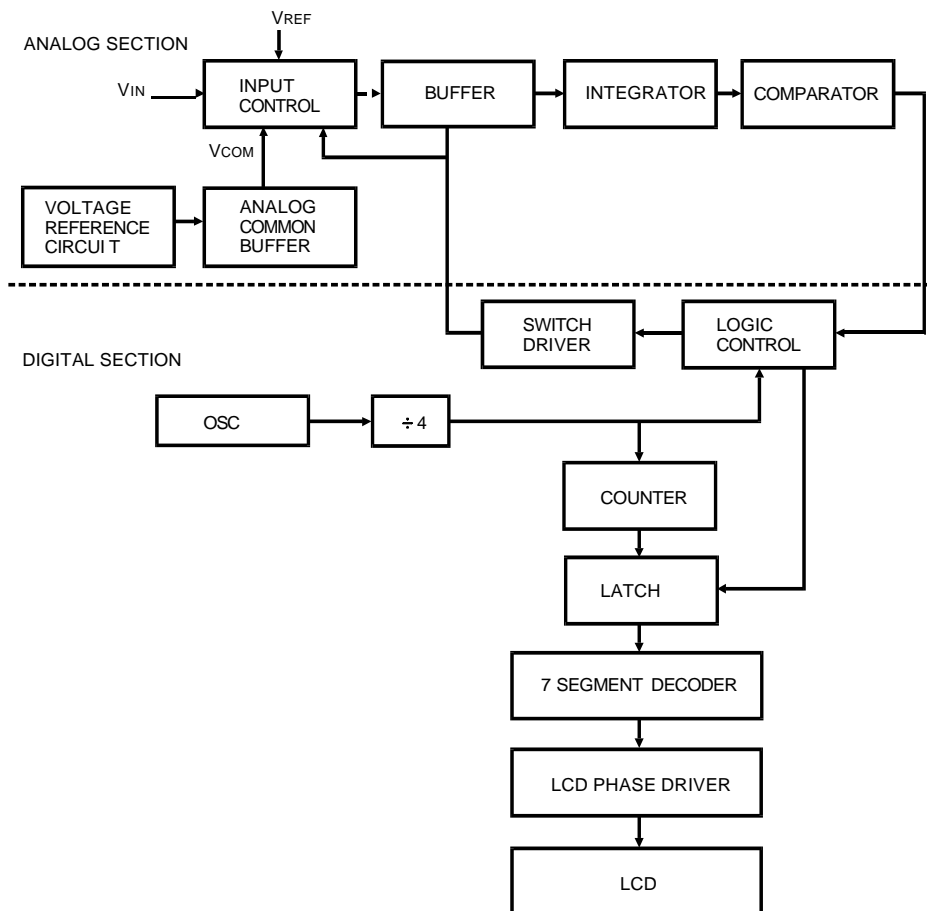 VREF
ANALOG SECTION
VIN
INPUT
CONTROL
BUFFER
INTEGRATOR
COMPARATOR
VCOM
VOLTAGE
REFERENCE
CIRCUIT
ANALOG
COMMON
BUFFER
SWITCH
DRIVER
LOGIC
CONTROL
DIGITAL SECTION
OSC
÷4
COUNTER
LATCH
7 SEGMENT DECODER
LCD PHASE DRIVER
LCD